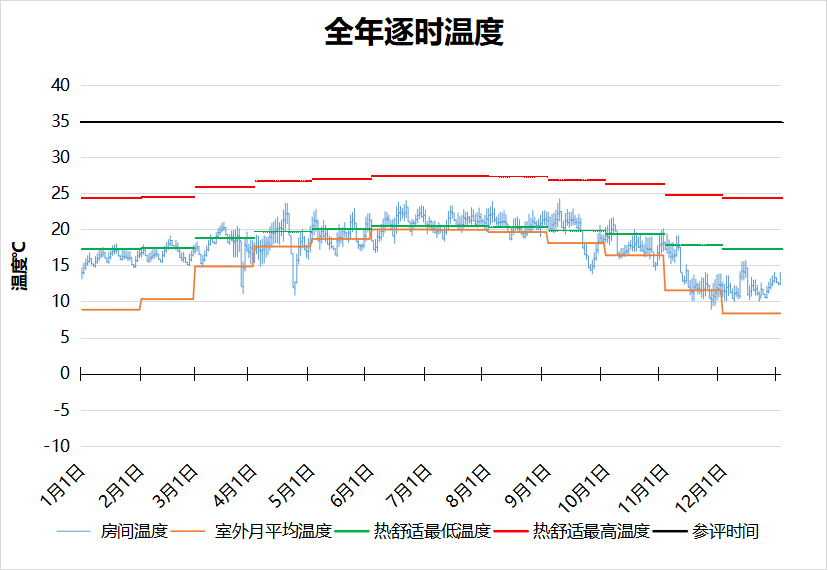 全年逐时温度
温度℃
40
35
30
25
20
15
10
5
0
-5
-10
1月1日
2月1日
3月1日
4月1日
5月1日
6月1日
7月1日
8月1日
9月1日
10月1日
11月1日
12月1日
房间温度 室外月平均温度 热舒适最低温度 热舒适最高温度 参评时间